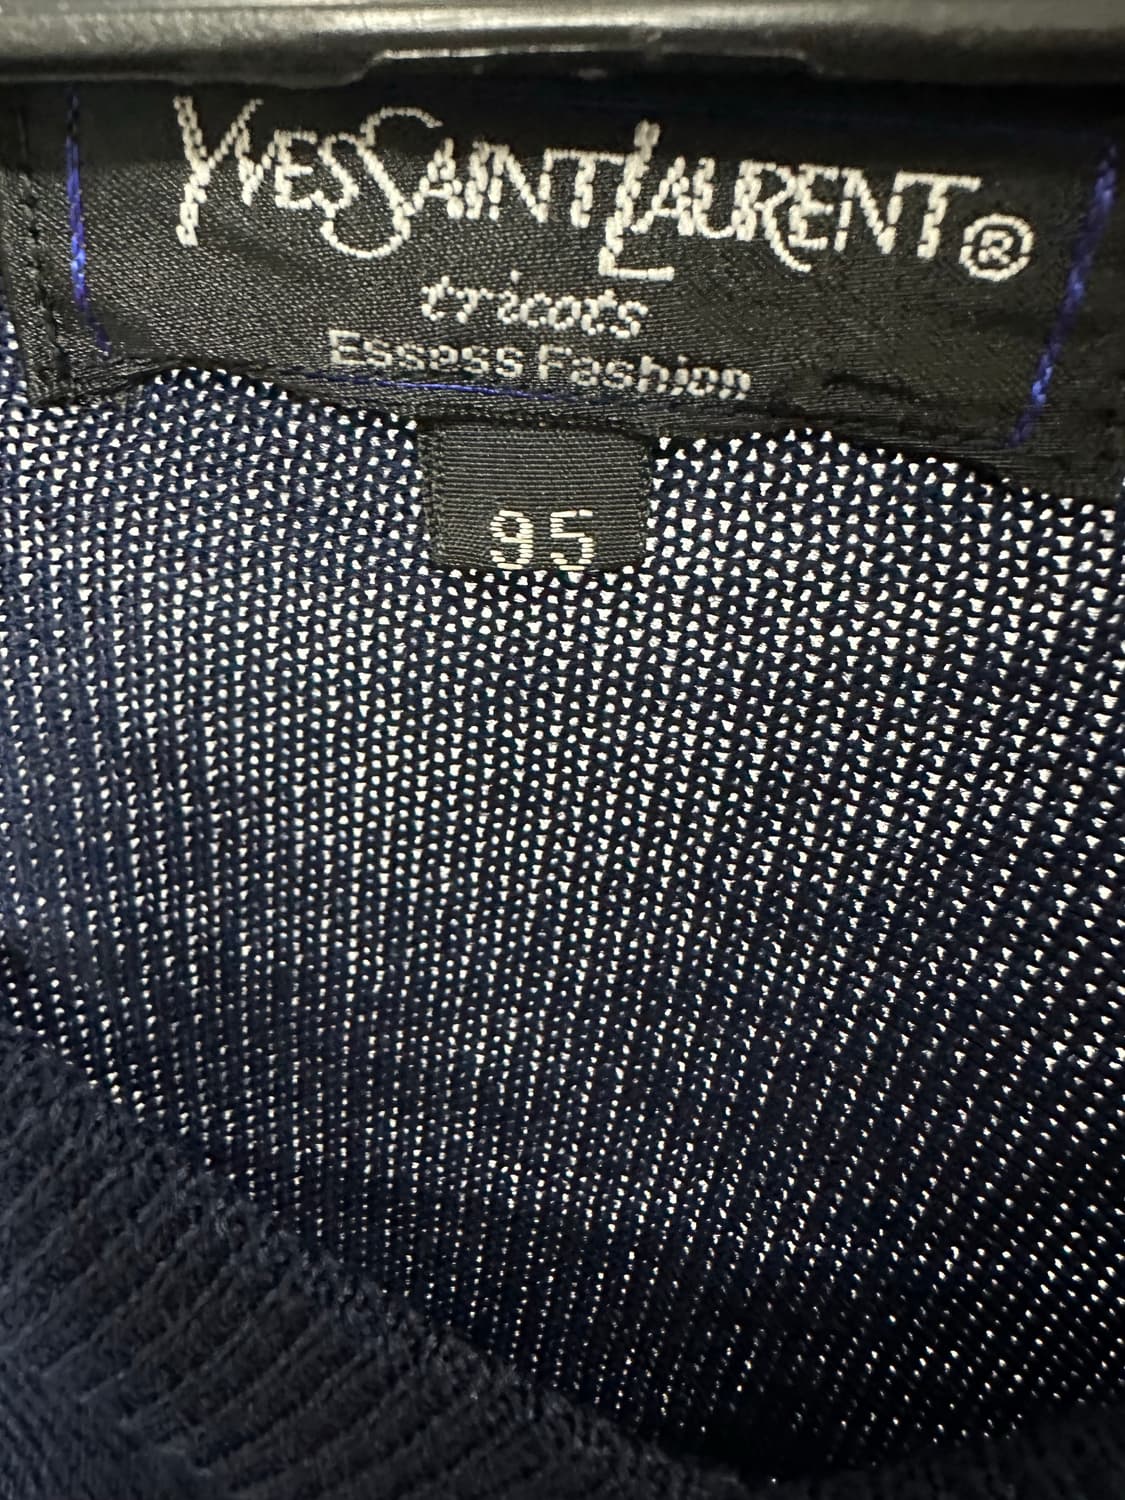 YVESSAINTLAURENT®
tricots
Essess Fashion
95